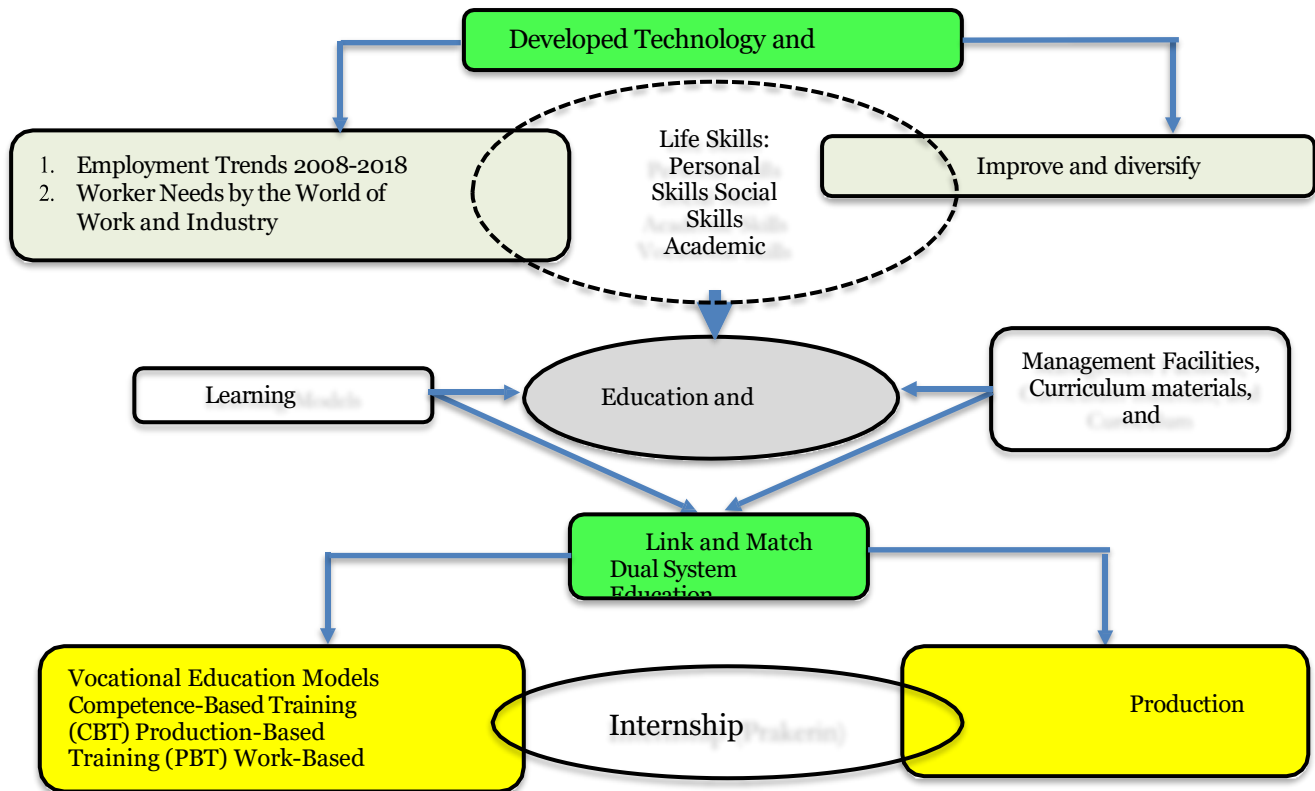 Developed Technology and
Life Skills:
Personal
Skills Social
Skills
Academic
1. Employment Trends 2008-2018
2. Worker Needs by the World of
Work and Industry
Improve and diversify
Learning
Education and
Management Facilities,
Curriculum materials,
and
Link and Match
Dual System
Education
Vocational Education Models
Competence-Based Training
(CBT) Production-Based
Training (PBT) Work-Based
Internship
(Prakerin)
Production